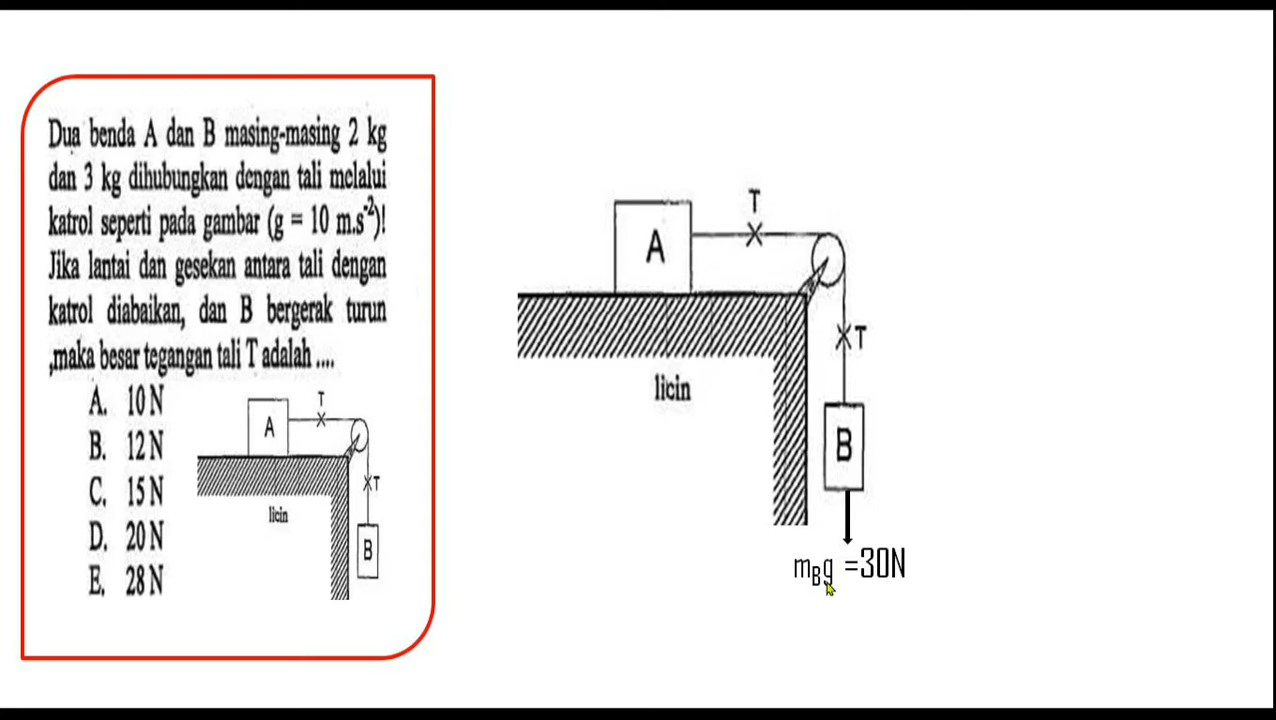 Dua benda A dan B masing-masing 2 kg
dan 3 kg dihubungkan dengan tali melalui
katrol seperti pada gambar (g = 10 m.s⁻²)!
Jika lantai dan gesekan antara tali dengan
katrol diabaikan, dan B bergerak turun
,maka besar tegangan tali T adalah ....
A. 10 N
B. 12 N
C. 15 N
D. 20 N
E. 28 N
T
A
T
licin
B
T
A
T
licin
B
mBg =30N